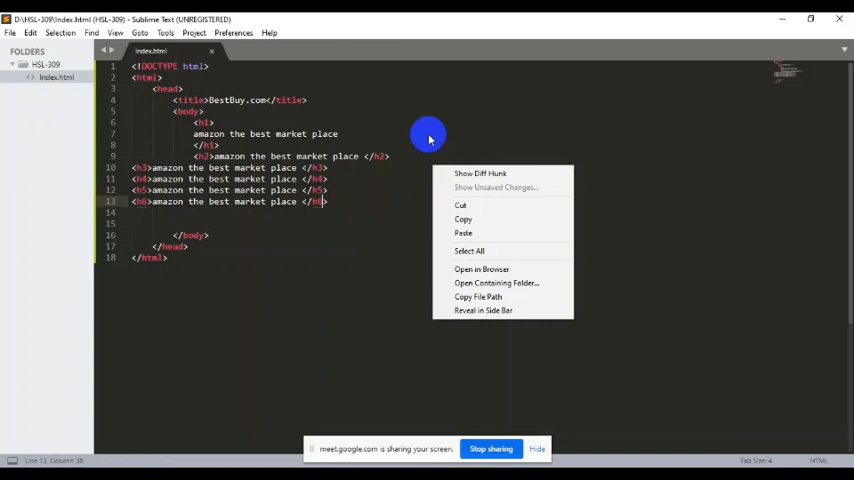 D:\HSL-309\Index.html (HSL-309) - Sublime Text (UNREGISTERED)
File Edit Selection Find View Goto Tools Project Preferences Help
FOLDERS
HSL-309
Index.html
Index.html
1 <!DOCTYPE html>
2 <html>
3 <head>
4 <title>BestBuy.com</title>
5 <body>
6 <h1>
7 amazon the best market place
8 </h1>
9 <h2>amazon the best market place </h2>
10 <h3>amazon the best market place </h3>
11 <h4>amazon the best market place </h4>
12 <h5>amazon the best market place </h5>
13 <h6>amazon the best market place </h6>
14
15
16 </body>
17 </head>
18 </html>
Show Diff Hunk
Show Unsaved Changes...
Cut
Copy
Paste
Select All
Open in Browser
Open Containing Folder...
Copy File Path
Reveal in Side Bar
meet.google.com is sharing your screen.
Stop sharing
Hide
Line 13, Column 38
Tab Size: 4
HTML